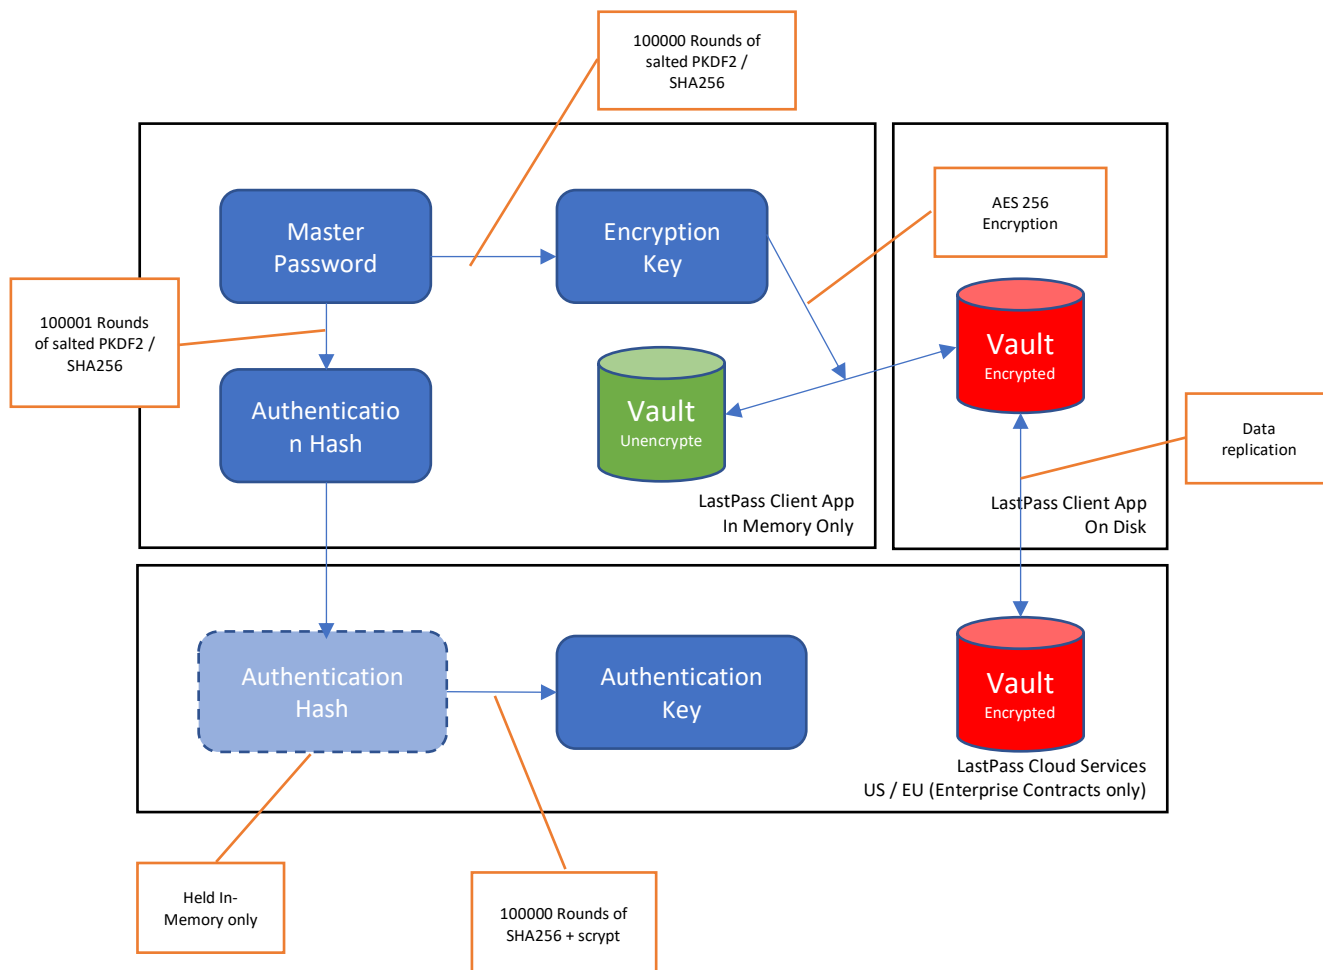 100000 Rounds of
salted PKDF2 /
SHA256
Master
Password
Encryption
Key
AES 256
Encryption
100001 Rounds
of salted PKDF2 /
SHA256
Authenticatio
n Hash
Vault
Unencrypte
Vault
Encrypted
Data
replication
LastPass Client App
In Memory Only
LastPass Client App
On Disk
Authentication
Hash
Authentication
Key
Vault
Encrypted
LastPass Cloud Services
US / EU (Enterprise Contracts only)
Held In-
Memory only
100000 Rounds of
SHA256 + scrypt